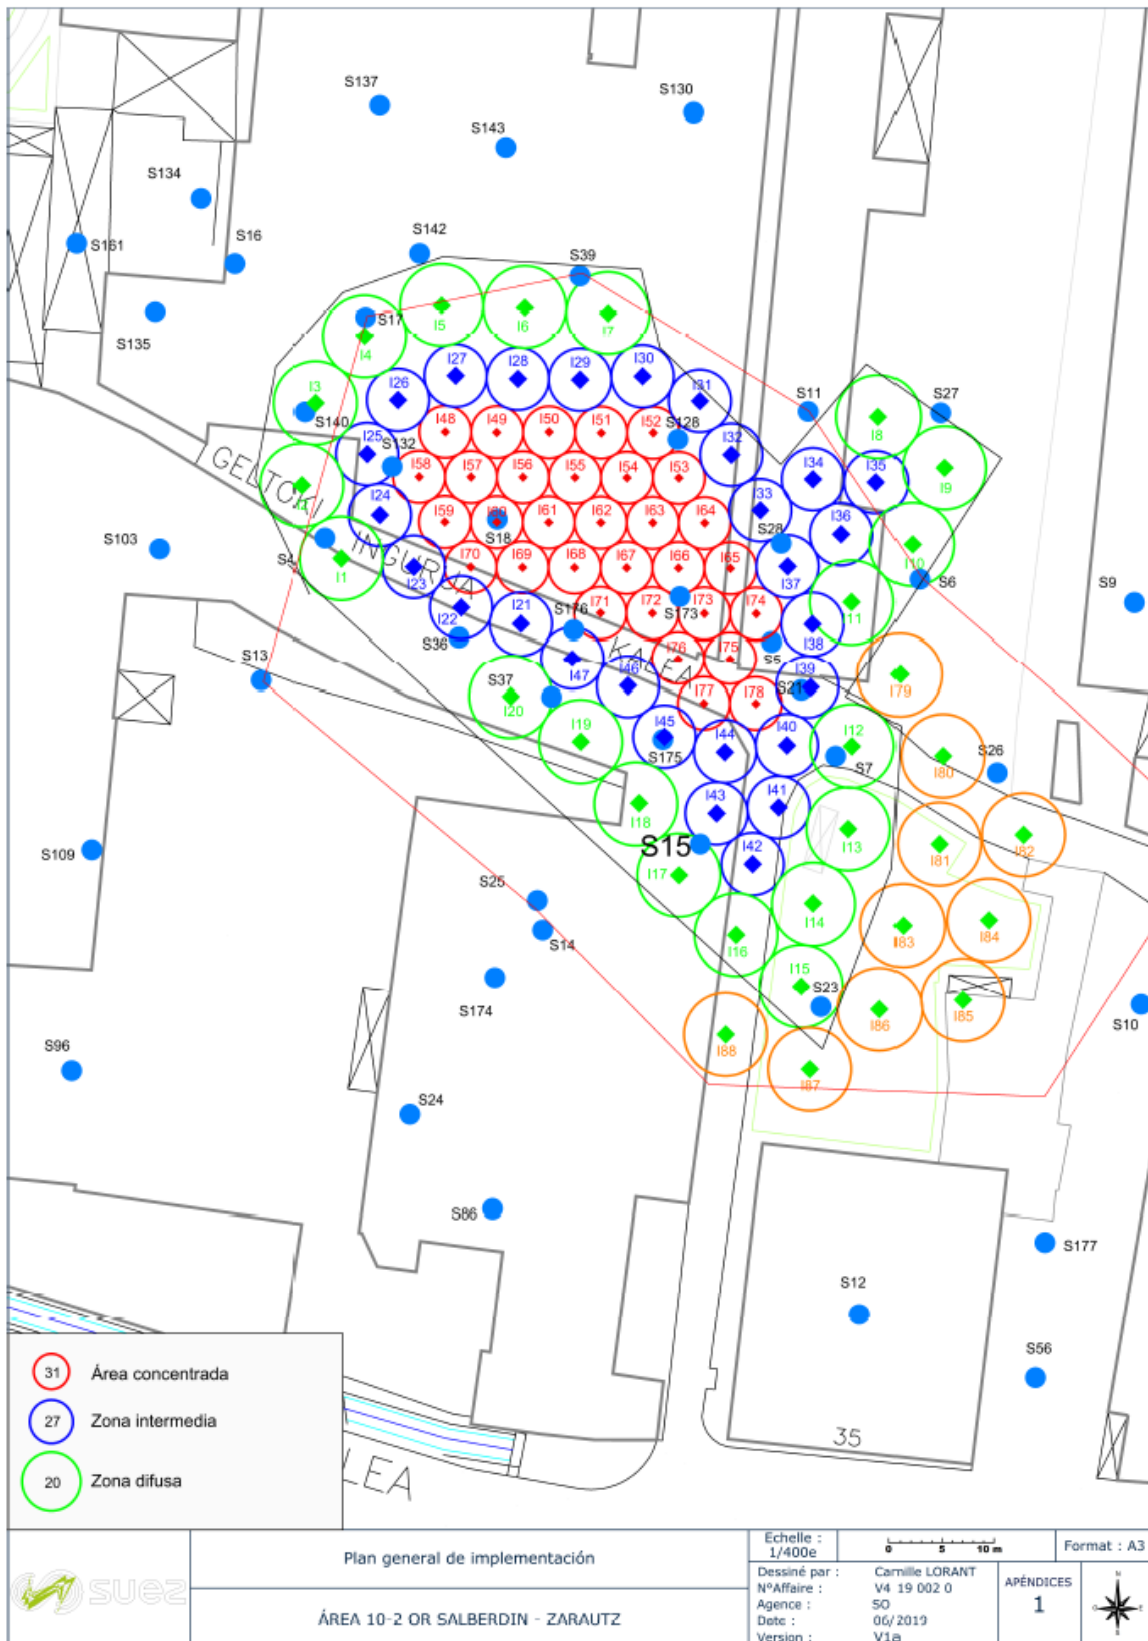 S137
S130
S143
S134
S142
S16
S39
S161
S17
S135
I5
I6
I7
I4
I27
I28
I29
I30
I3
I26
I31
S11
S27
S140
I48
I49
I50
I51
I52
S128
I8
I25
S132
I32
GELTOKI
I58
I57
I56
I55
I54
I53
I34
I35
I9
I2
I24
I59
S18
I61
I62
I63
I64
I33
I36
S103
S4
INGURUA
S28
I10
I1
I23
I70
I69
I68
I67
I66
I65
I37
S6
S9
I22
I21
S176
I71
I72
S173
I73
I74
I11
S36
KALEA
I38
S13
I47
I76
I75
S5
S37
I20
I46
I39
S21
I79
I77
I78
I19
I45
I44
I40
I12
S175
S7
I80
S26
I18
I43
I41
I13
I82
S15
I81
S109
I17
I42
S25
I14
S14
I16
I83
I84
S174
I15
S23
I86
I85
S10
S96
I88
I87
S24
S86
S177
S12
S56
35
LEA
31 Área concentrada
27 Zona intermedia
20 Zona difusa
suez
Plan general de implementación
ÁREA 10-2 OR SALBERDIN - ZARAUTZ
Echelle :
1/400e
0 5 10 m
Format : A3
Dessiné par : Camille LORANT
N°Affaire : V4 19 002 0
Agence : SO
Date : 06/2019
Version : V1a
APÉNDICES
1
N
E
S
O